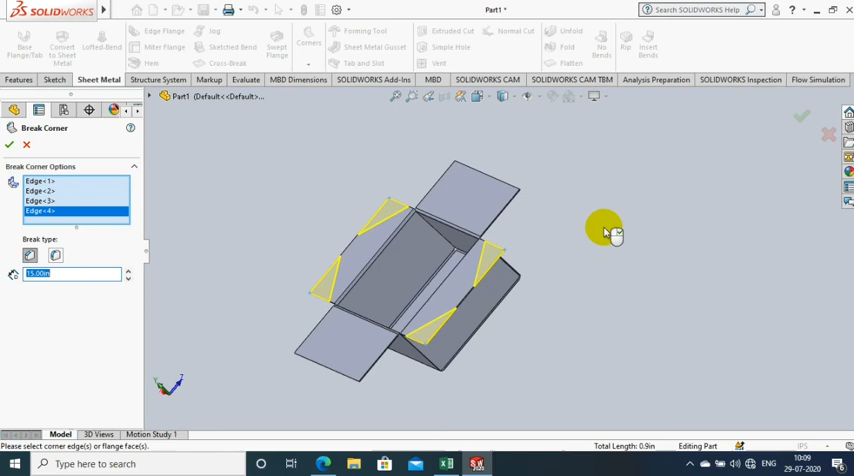 SOLIDWORKS
Part1 *
Search SOLIDWORKS Help
Base
Flange/Tab
Convert
to Sheet
Metal
Lofted-Bend
Edge Flange
Miter Flange
Hem
Jog
Sketched Bend
Cross-Break
Swept
Flange
Corners
Forming Tool
Sheet Metal Gusset
Tab and Slot
Extruded Cut
Simple Hole
Vent
Normal Cut
Unfold
Fold
Flatten
No
Bends
Rip
Insert
Bends
Features
Sketch
Sheet Metal
Structure System
Markup
Evaluate
MBD Dimensions
SOLIDWORKS Add-Ins
MBD
SOLIDWORKS CAM
SOLIDWORKS CAM TBM
Analysis Preparation
SOLIDWORKS Inspection
Flow Simulation
Part1 (Default<<Default>...
Break Corner
Break Corner Options
Edge<1>
Edge<2>
Edge<3>
Edge<4>
Break type:
15.00in
Y
Z
Model
3D Views
Motion Study 1
Please select corner edge(s) or flange face(s).
Total Length: 0.9in
Editing Part
IPS
Type here to search
SW
2020
ENG
10:09
29-07-2020